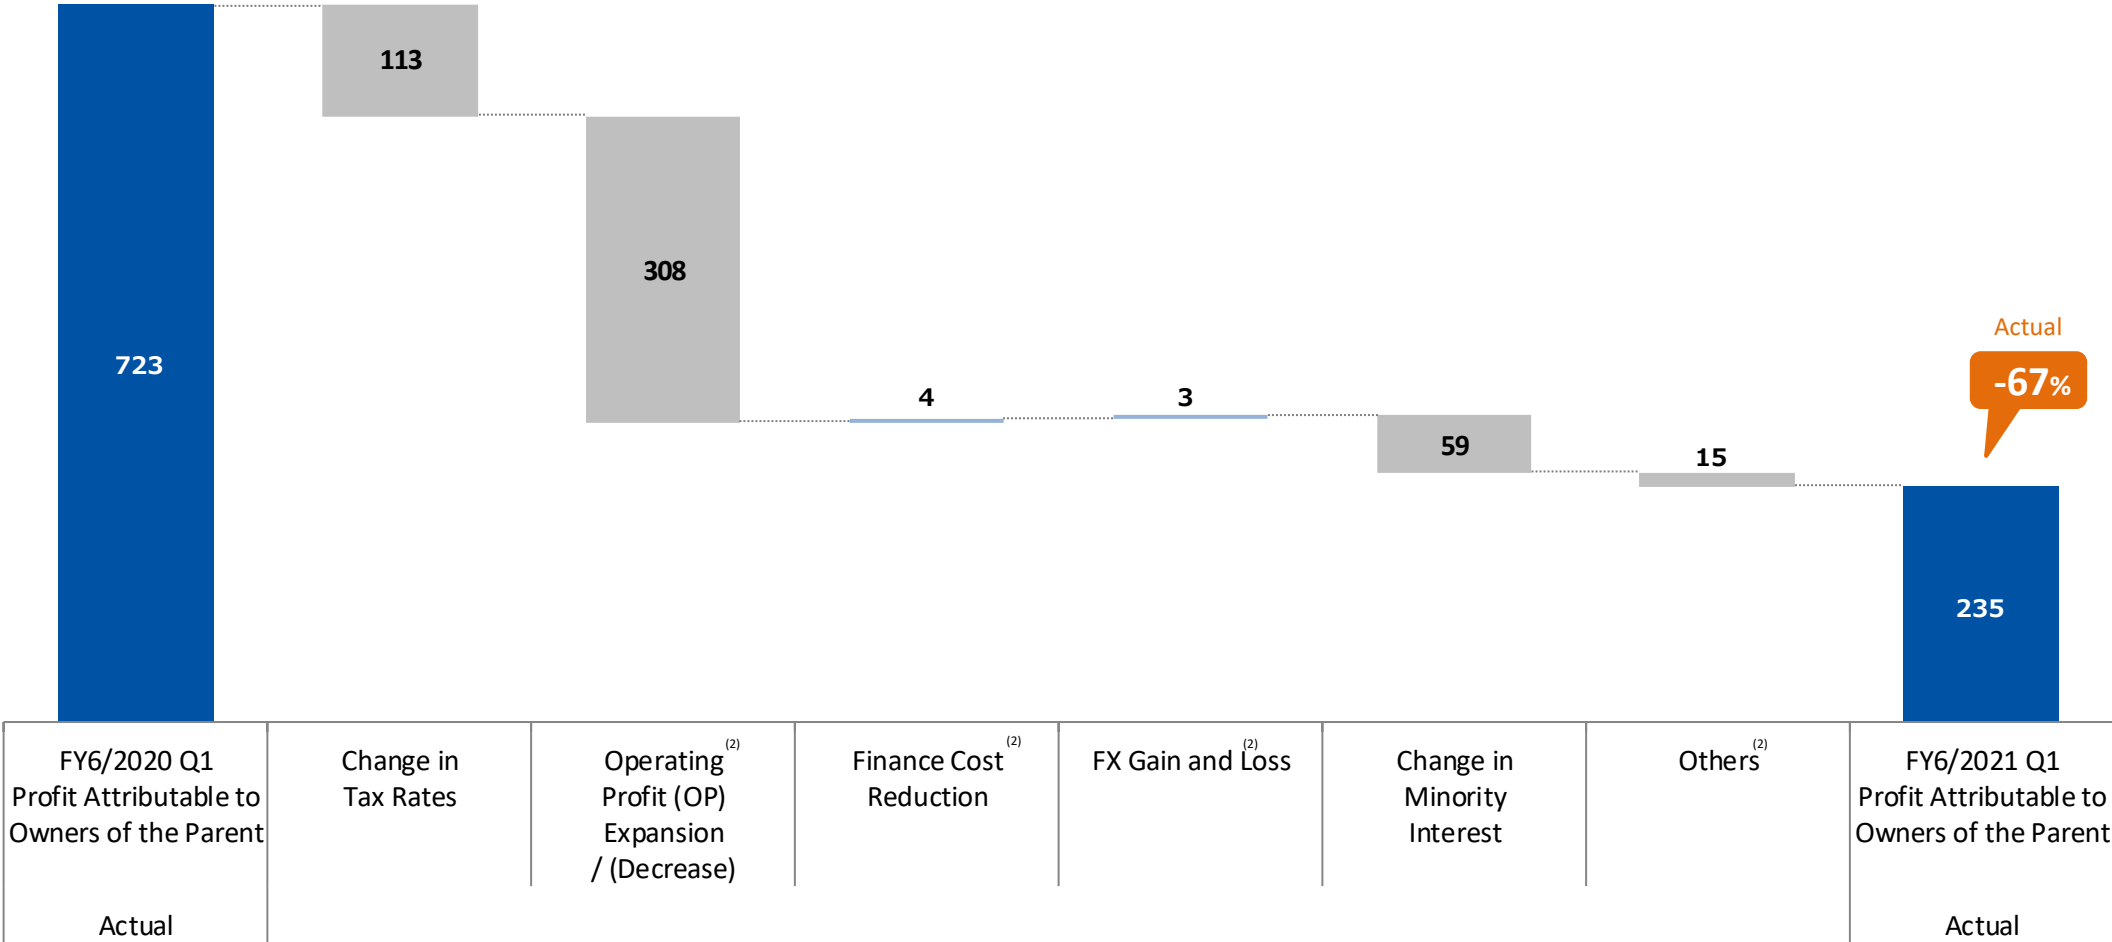 113
308
723
4
3
59
15
Actual
-67%
235
FY6/2020 Q1
Profit Attributable to
Owners of the Parent
Actual
Change in
Tax Rates
Operating (2)
Profit (OP)
Expansion
/ (Decrease)
Finance Cost (2)
Reduction
FX Gain and Loss (2)
Change in
Minority
Interest
Others (2)
FY6/2021 Q1
Profit Attributable to
Owners of the Parent
Actual